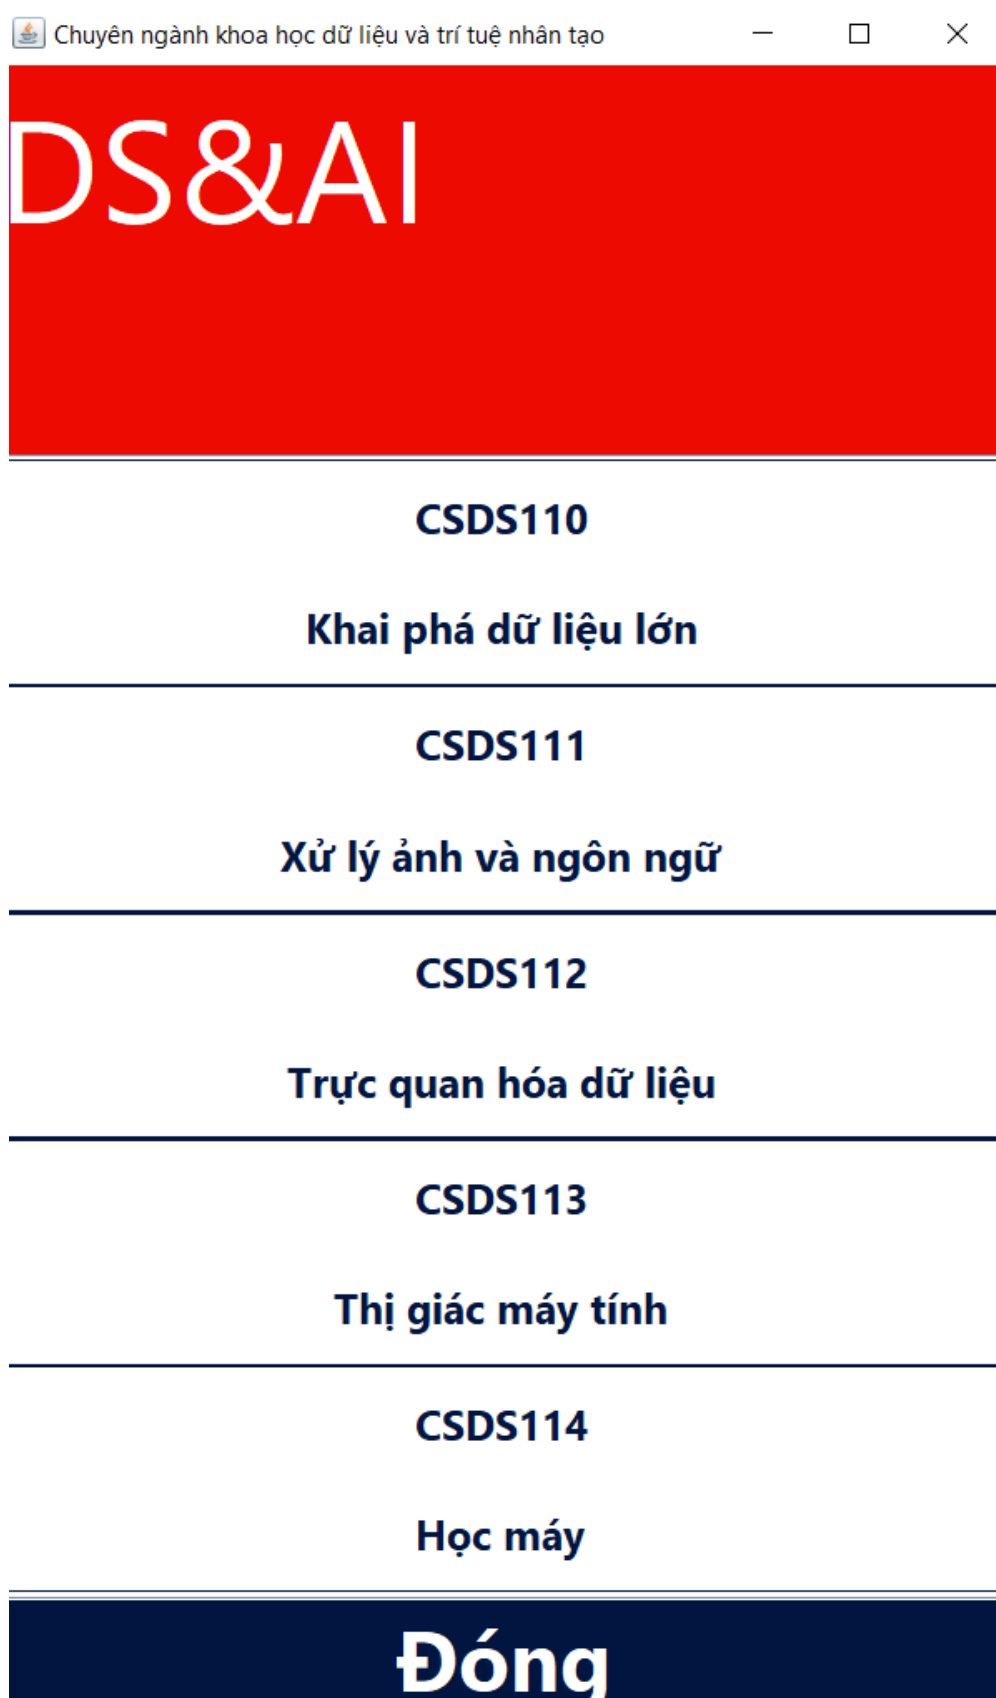 Chuyên ngành khoa học dữ liệu và trí tuệ nhân tạo
DS&AI
CSDS110
Khai phá dữ liệu lớn
CSDS111
Xử lý ảnh và ngôn ngữ
CSDS112
Trực quan hóa dữ liệu
CSDS113
Thị giác máy tính
CSDS114
Học máy
Đóng